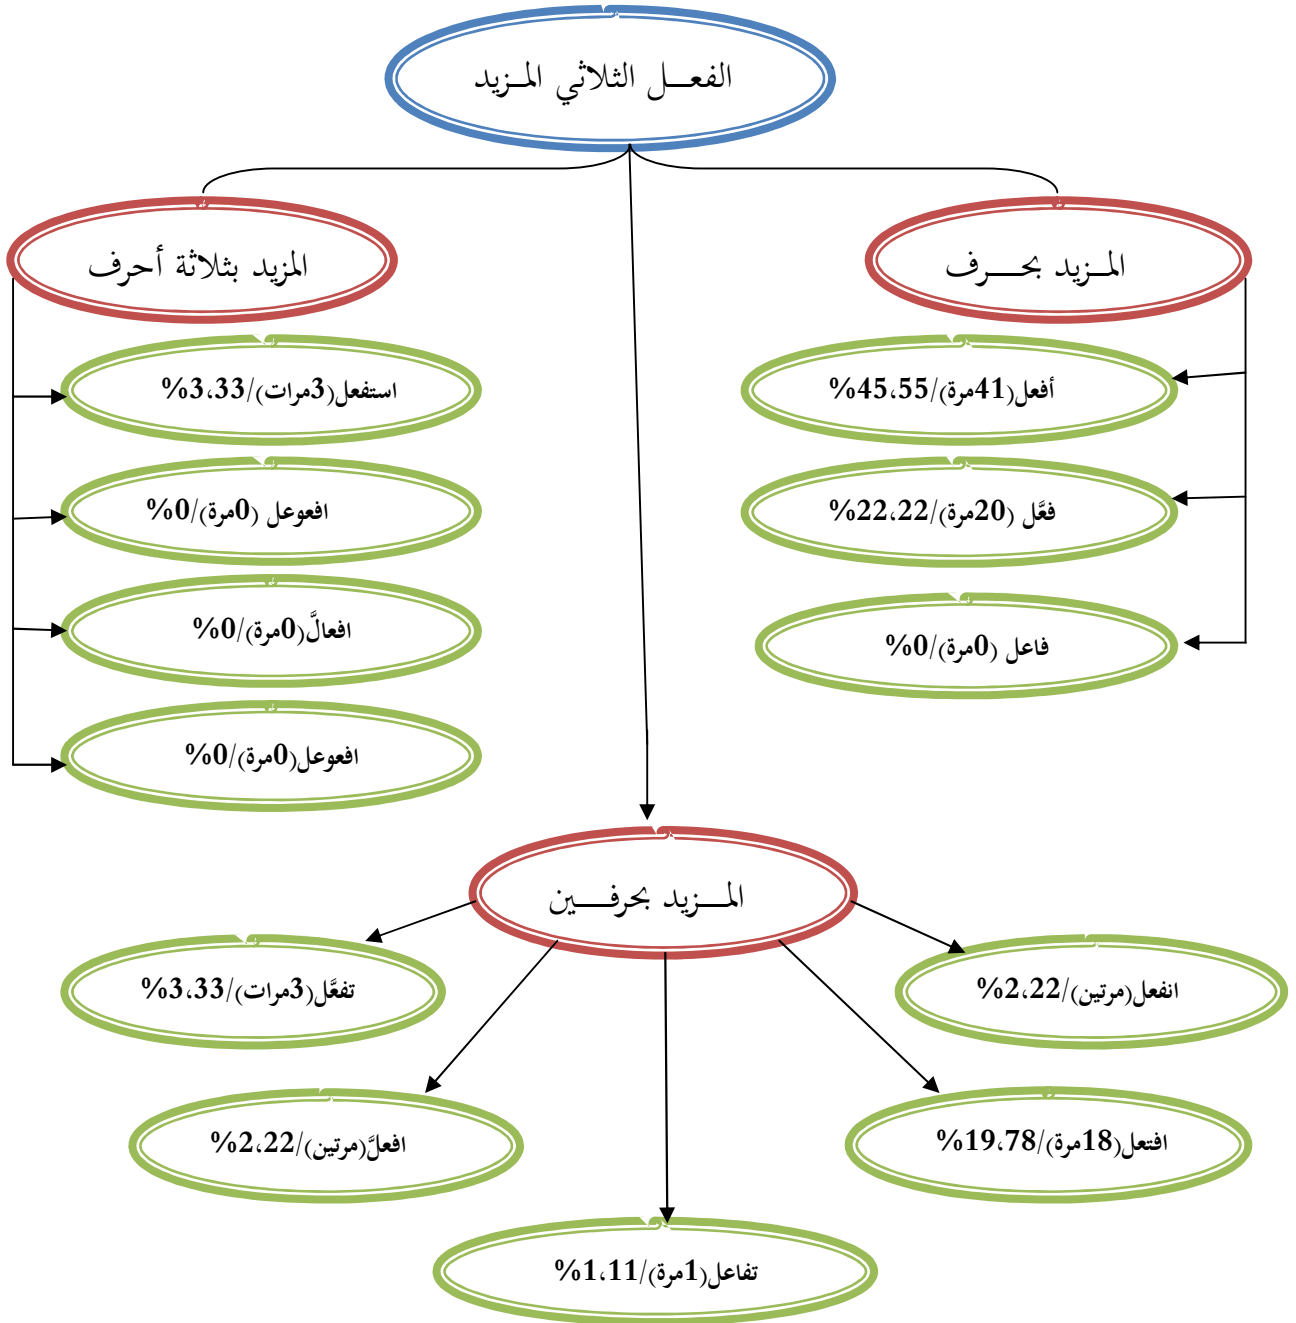 الفعـــل الثلاثي المــزيد
المــزيد بحـــرف
المزيد بثلاثة أحرف
أفعل(41مرة)/45،55%
استفعل(3مرات)/3،33%
فعَّل (20مرة)/22،22%
افعوعل (0مرة)/0%
فاعل (0مرة)/0%
افعالَّ(0مرة)/0%
افعوعل(0مرة)/0%
المـــزيد بحرفـــين
انفعل(مرتين)/2،22%
تفعَّل(3مرات)/3،33%
افتعل(18مرة)/19،78%
افعلَّ(مرتين)/2،22%
تفاعل(1مرة)/1،11%